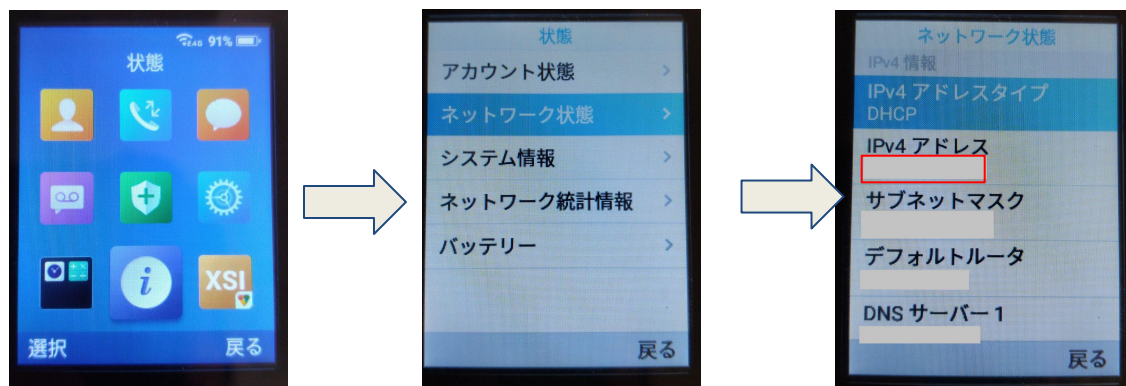 2.4G 91%
状態
XSI
選択 戻る
状態
アカウント状態
ネットワーク状態
システム情報
ネットワーク統計情報
バッテリー
戻る
ネットワーク状態
IPv4 情報
IPv4 アドレスタイプ
DHCP
IPv4 アドレス
サブネットマスク
デフォルトルータ
DNS サーバー 1
戻る